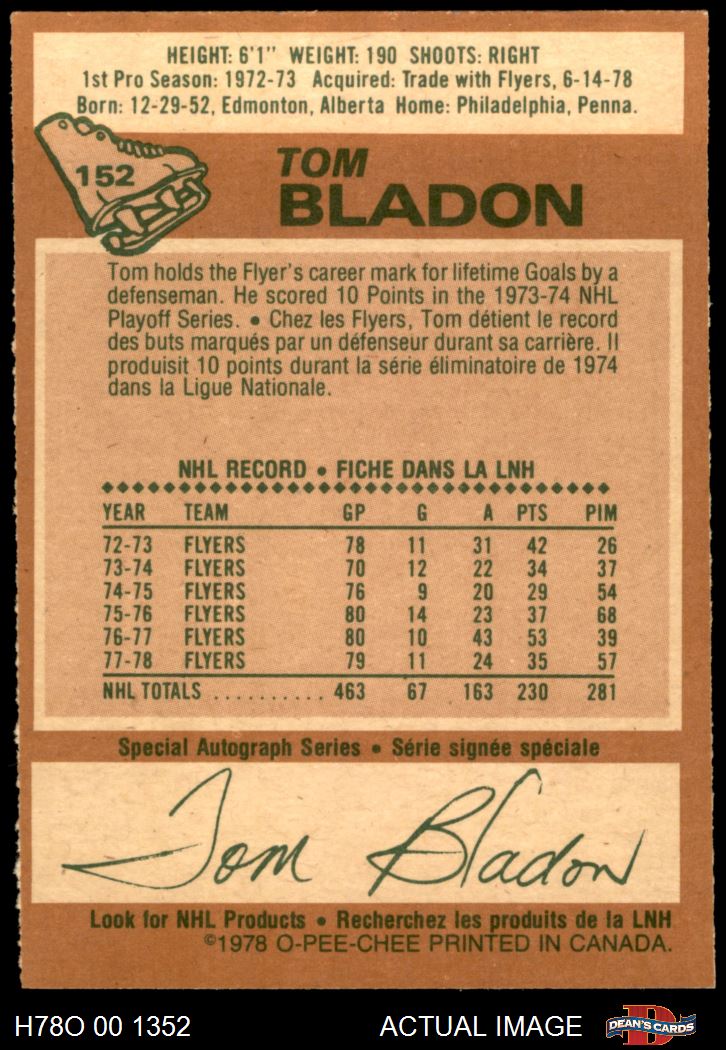 HEIGHT: 6'1" WEIGHT: 190 SHOOTS: RIGHT
1st Pro Season: 1972-73 Acquired: Trade with Flyers, 6-14-78
Born: 12-29-52, Edmonton, Alberta Home: Philadelphia, Penna.
152
TOM
BLADON
Tom holds the Flyer's career mark for lifetime Goals by a
defenseman. He scored 10 Points in the 1973-74 NHL
Playoff Series. • Chez les Flyers, Tom détient le record
des buts marqués par un défenseur durant sa carrière. Il
produisit 10 points durant la série éliminatoire de 1974
dans la Ligue Nationale.
NHL RECORD • FICHE DANS LA LNH
YEAR TEAM GP G A PTS PIM
72-73 FLYERS 78 11 31 42 26
73-74 FLYERS 70 12 22 34 37
74-75 FLYERS 76 9 20 29 54
75-76 FLYERS 80 14 23 37 68
76-77 FLYERS 80 10 43 53 39
77-78 FLYERS 79 11 24 35 57
NHL TOTALS .......... 463 67 163 230 281
Special Autograph Series • Série signée spéciale
Tom Bladon
Look for NHL Products • Recherchez les produits de la LNH
©1978 O-PEE-CHEE PRINTED IN CANADA.
H78O 00 1352 ACTUAL IMAGE DEAN'S CARDS